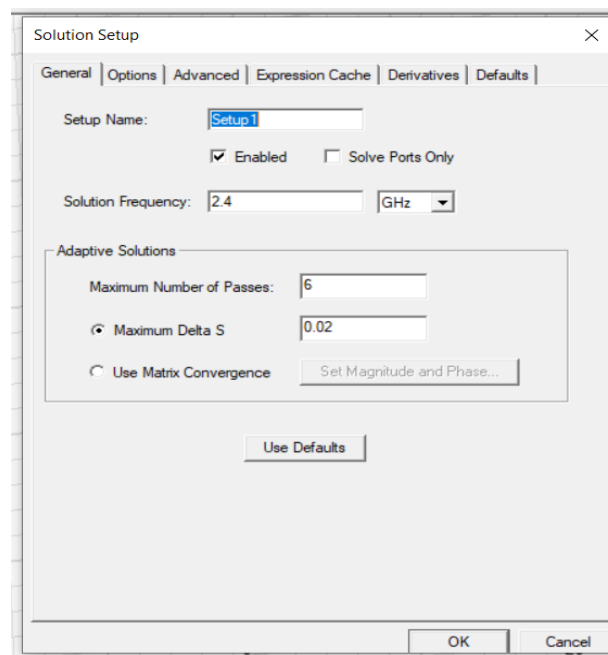 Solution Setup
General Options Advanced Expression Cache Derivatives Defaults
Setup Name: Setup1
Enabled Solve Ports Only
Solution Frequency: 2.4 GHz
Adaptive Solutions
Maximum Number of Passes: 6
Maximum Delta S 0.02
Use Matrix Convergence Set Magnitude and Phase...
Use Defaults
OK Cancel